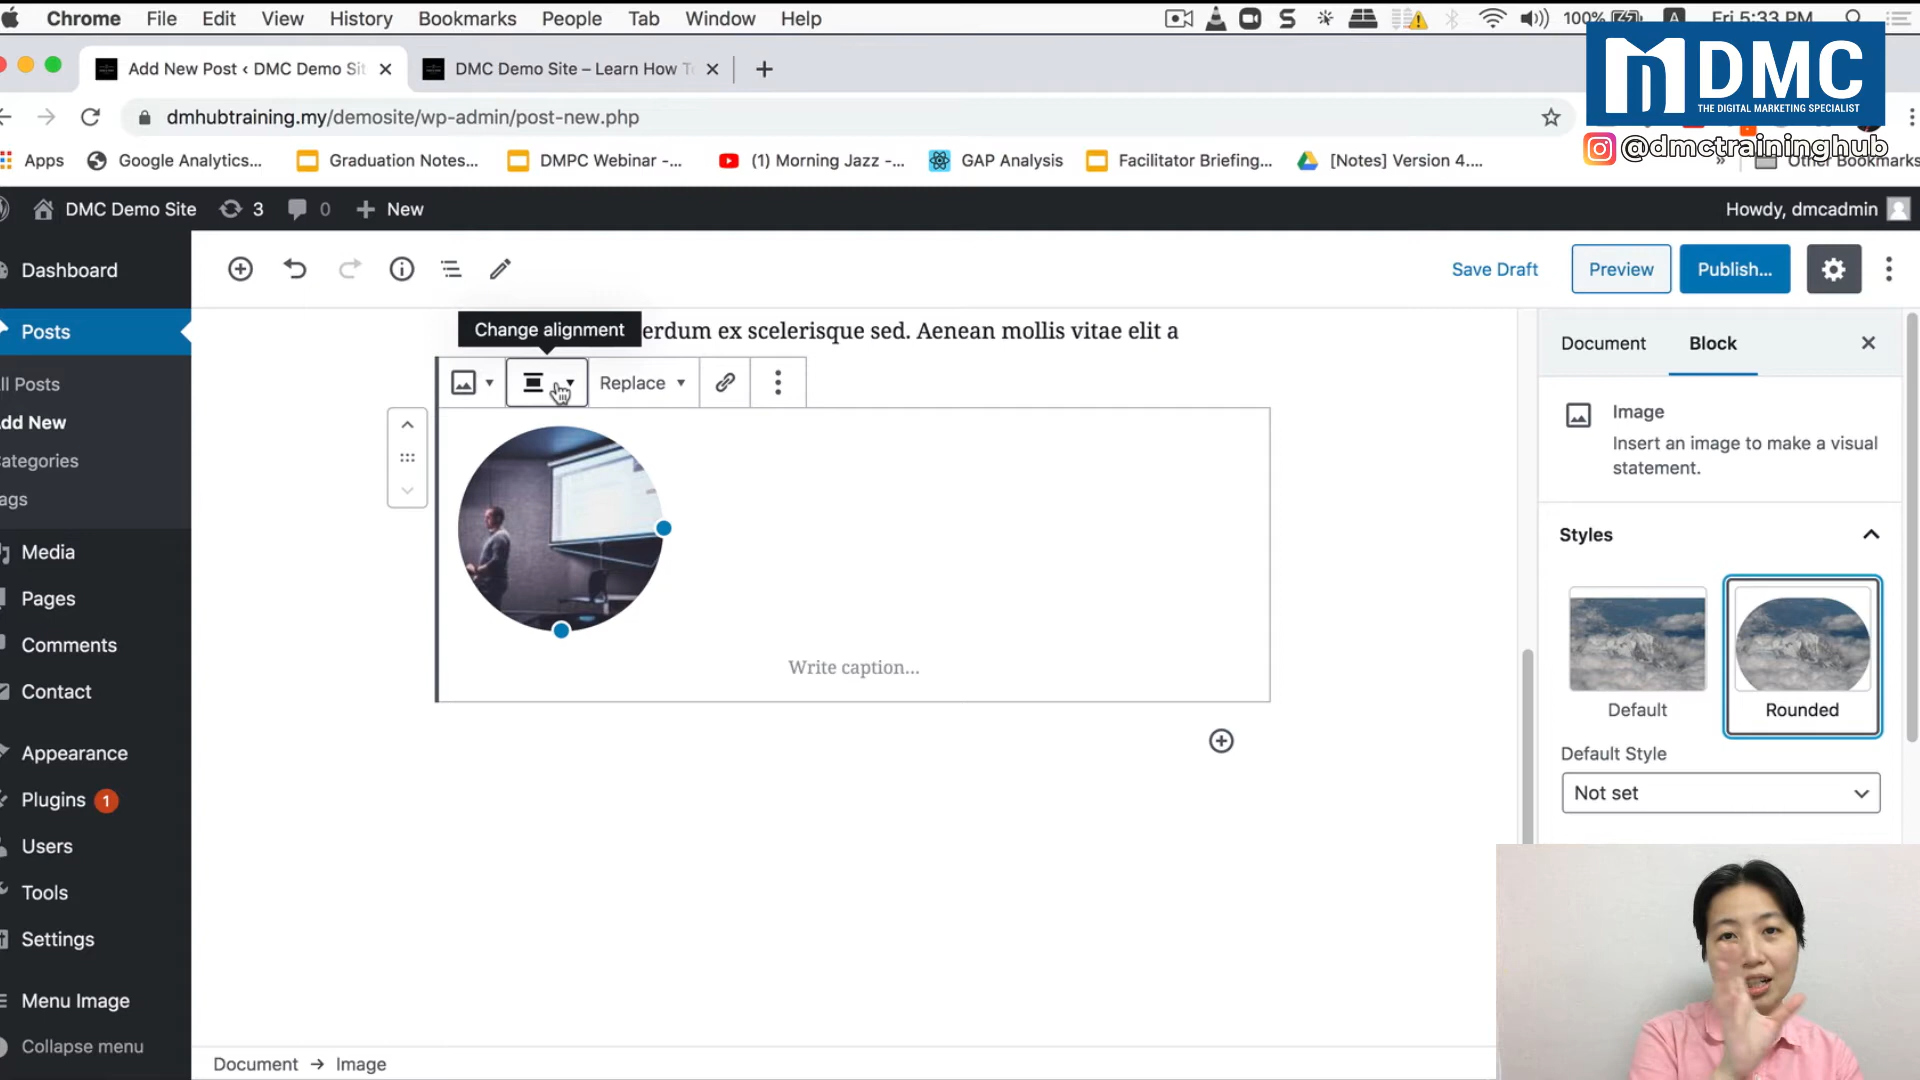 Chrome File Edit View History Bookmarks People Tab Window Help
100%
A
Fri 5:33 PM
Add New Post ‹ DMC Demo Sit
DMC Demo Site – Learn How T
dmhubtraining.my/demosite/wp-admin/post-new.php
DMC
THE DIGITAL MARKETING SPECIALIST
@dmctraininghub
Apps
Google Analytics...
Graduation Notes...
DMPC Webinar -...
(1) Morning Jazz -...
GAP Analysis
Facilitator Briefing...
[Notes] Version 4....
Other Bookmarks
DMC Demo Site
3
0
New
Howdy, dmcadmin
Dashboard
Posts
ll Posts
dd New
ategories
ags
Media
Pages
Comments
Contact
Appearance
Plugins 1
Users
Tools
Settings
Menu Image
Collapse menu
Save Draft
Preview
Publish...
Change alignment
erdum ex scelerisque sed. Aenean mollis vitae elit a
Replace
Write caption...
Document
Block
Image
Insert an image to make a visual
statement.
Styles
Default
Rounded
Default Style
Not set
Document → Image